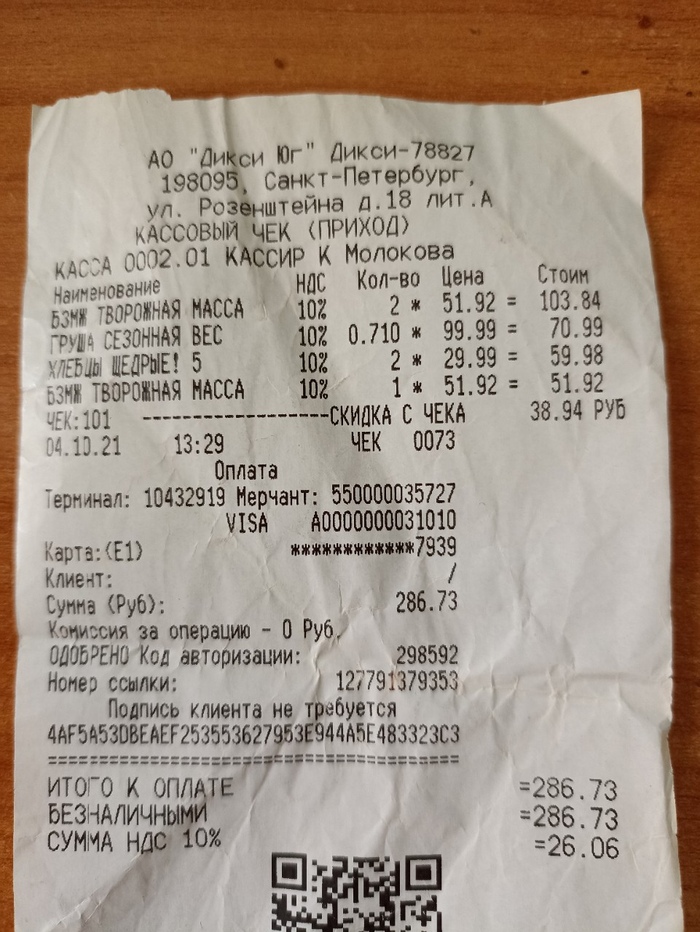 АО "Дикси Юг" Дикси-78827
198095, Санкт-Петербург,
ул. Розенштейна д.18 лит.А
КАССОВЫЙ ЧЕК (ПРИХОД)
КАССА 0002.01 КАССИР К Молокова
Наименование НДС Кол-во Цена Стоим
БЗМЖ ТВОРОЖНАЯ МАССА 10% 2 * 51.92 = 103.84
ГРУША СЕЗОННАЯ ВЕС 10% 0.710 * 99.99 = 70.99
ХЛЕБЦЫ ЩЕДРЫЕ! 5 10% 2 * 29.99 = 59.98
БЗМЖ ТВОРОЖНАЯ МАССА 10% 1 * 51.92 = 51.92
ЧЕК:101 ------------------СКИДКА С ЧЕКА 38.94 РУБ
04.10.21 13:29 ЧЕК 0073
Оплата
Терминал: 10432919 Мерчант: 550000035727
VISA A0000000031010
Карта:(E1) ************7939
Клиент: /
Сумма (Руб): 286.73
Комиссия за операцию - 0 Руб.
ОДОБРЕНО Код авторизации: 298592
Номер ссылки: 127791379353
Подпись клиента не требуется
4AF5A53DBEAEF253553627953E944A5E483323C3
========================================
ИТОГО К ОПЛАТЕ =286.73
БЕЗНАЛИЧНЫМИ =286.73
СУММА НДС 10% =26.06